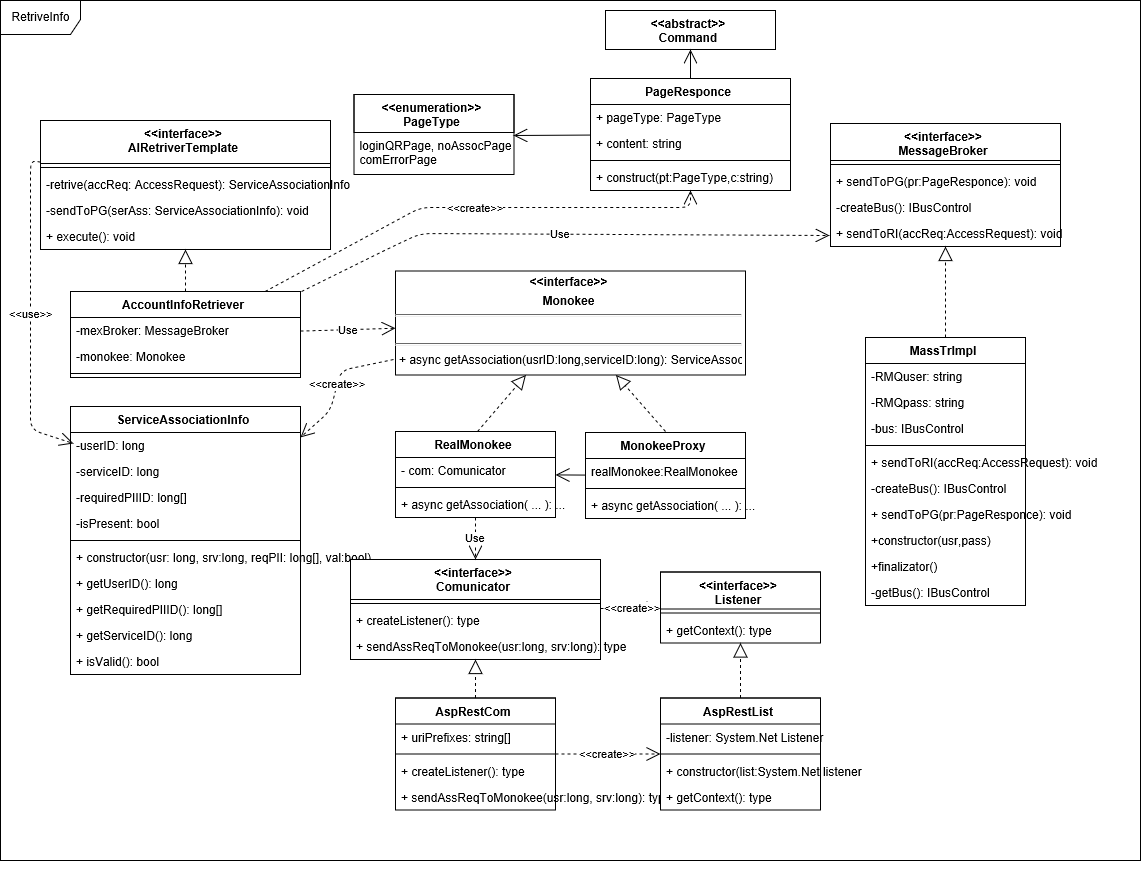 RetriveInfo
<<abstract>>
Command
PageResponce
+ pageType: PageType
+ content: string
+ construct(pt:PageType,c:string)
<<enumeration>>
PageType
loginQRPage, noAssocPage
comErrorPage
<<interface>>
AIRetriverTemplate
-retrive(accReq: AccessRequest): ServiceAssociationInfo
-sendToPG(serAss: ServiceAssociationInfo): void
+ execute(): void
<<interface>>
MessageBroker
+ sendToPG(pr:PageResponce): void
-createBus(): IBusControl
+ sendToRI(accReq:AccessRequest): void
<<create>>
Use
<<use>>
AccountInfoRetriever
-mexBroker: MessageBroker
-monokee: Monokee
Use
<<interface>>
Monokee
+ async getAssociation(usrID:long,serviceID:long): ServiceAssoc
<<create>>
MassTrImpl
-RMQuser: string
-RMQpass: string
-bus: IBusControl
+ sendToRI(accReq:AccessRequest): void
-createBus(): IBusControl
+ sendToPG(pr:PageResponce): void
+constructor(usr,pass)
+finalizator()
-getBus(): IBusControl
ServiceAssociationInfo
-userID: long
-serviceID: long
-requiredPIIID: long[]
-isPresent: bool
+ constructor(usr: long, srv:long, reqPII: long[], val:bool)
+ getUserID(): long
+ getRequiredPIIID(): long[]
+ getServiceID(): long
+ isValid(): bool
RealMonokee
- com: Comunicator
+ async getAssociation( ... ): ...
MonokeeProxy
realMonokee:RealMonokee
+ async getAssociation( ... ): ...
Use
<<interface>>
Comunicator
+ createListener(): type
+ sendAssReqToMonokee(usr:long, srv:long): type
<<create>>
<<interface>>
Listener
+ getContext(): type
AspRestCom
+ uriPrefixes: string[]
+ createListener(): type
+ sendAssReqToMonokee(usr:long, srv:long): typ
<<create>>
AspRestList
-listener: System.Net Listener
+ constructor(list:System.Net listener
+ getContext(): type